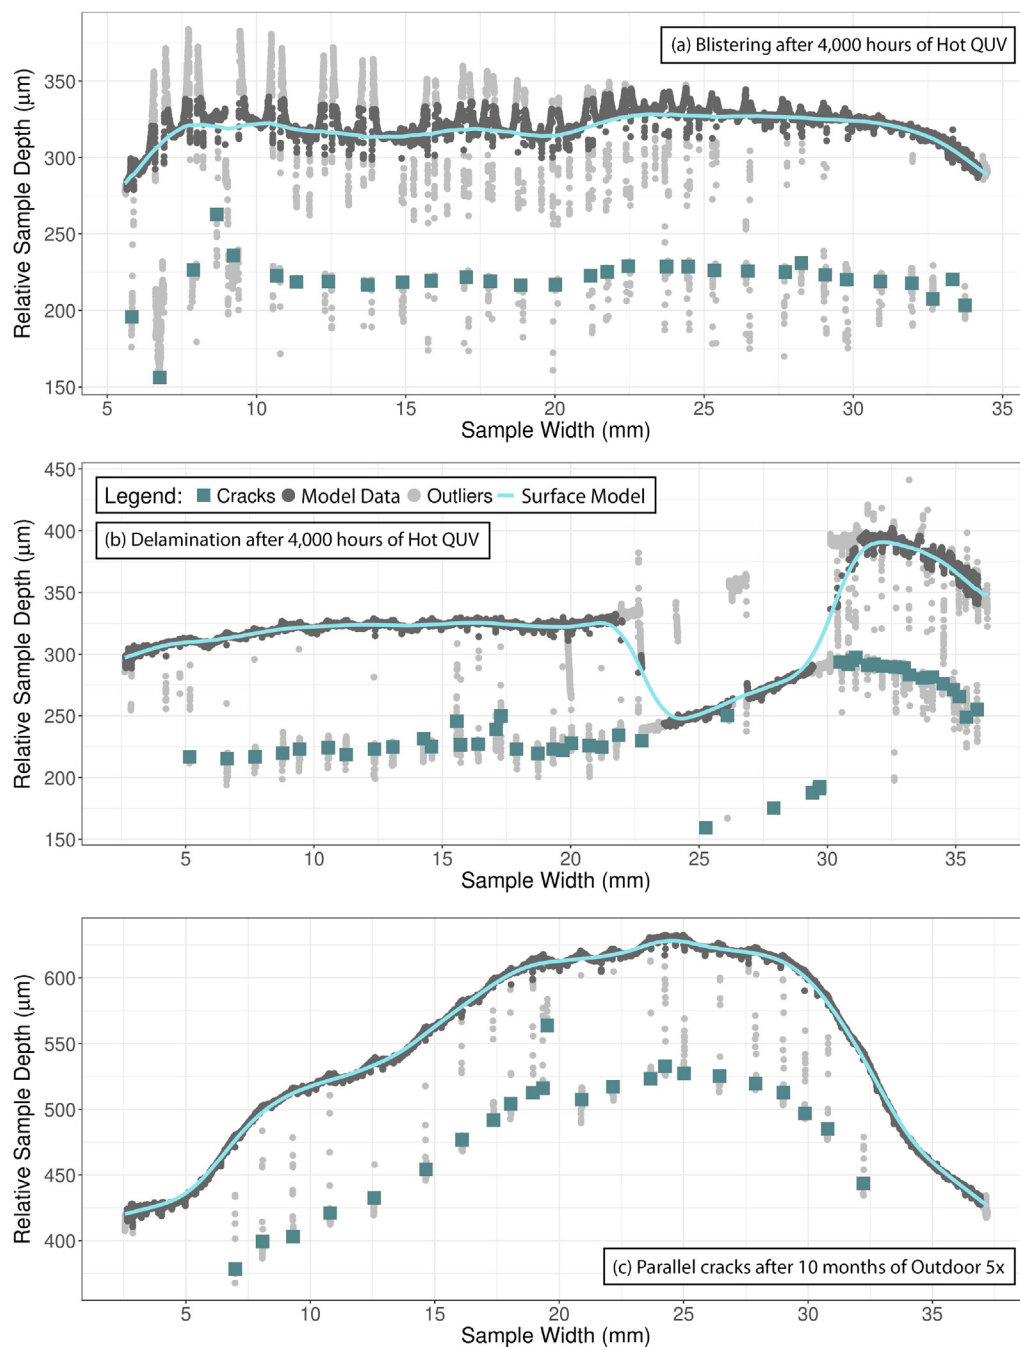 (a) Blistering after 4,000 hours of Hot QUV
Relative Sample Depth (μm)
350
300
250
200
150
5 10 15 20 25 30 35
Sample Width (mm)
Legend: Cracks Model Data Outliers Surface Model
(b) Delamination after 4,000 hours of Hot QUV
Relative Sample Depth (μm)
450
400
350
300
250
200
150
5 10 15 20 25 30 35
Sample Width (mm)
Relative Sample Depth (μm)
600
550
500
450
400
(c) Parallel cracks after 10 months of Outdoor 5x
5 10 15 20 25 30 35
Sample Width (mm)